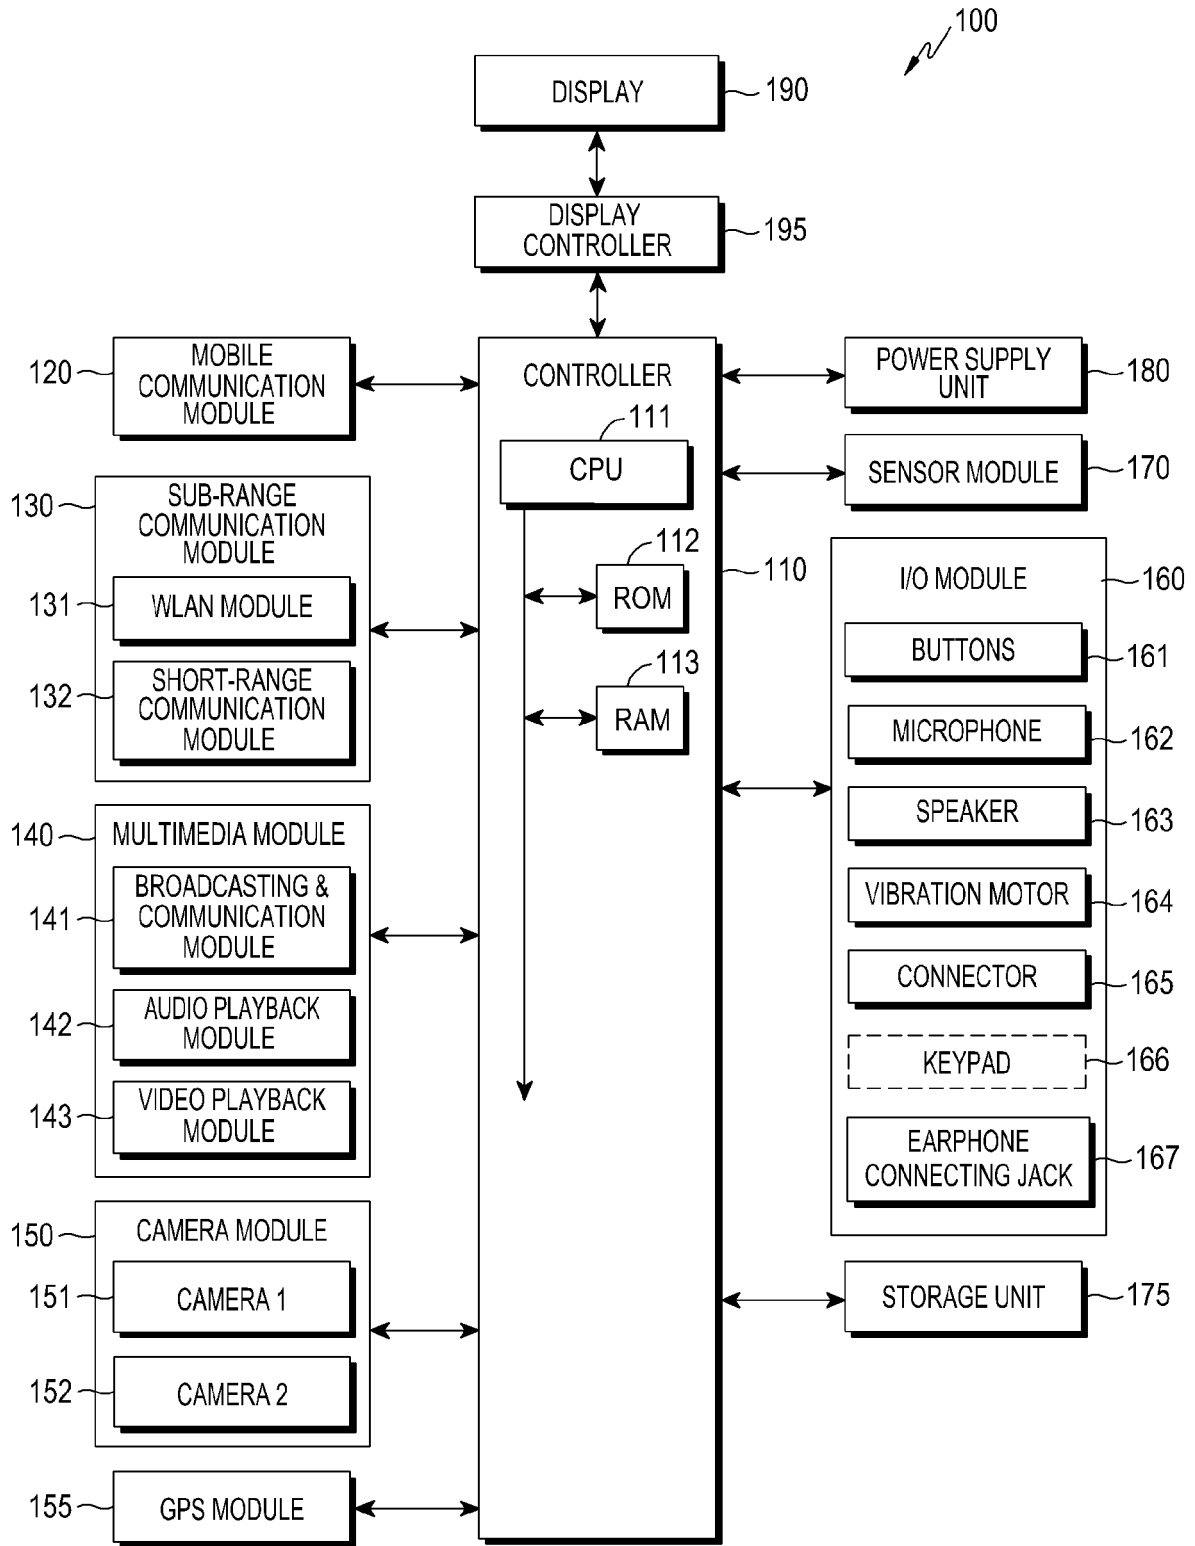 100
DISPLAY
190
DISPLAY
CONTROLLER
195
120
MOBILE
COMMUNICATION
MODULE
130
SUB-RANGE
COMMUNICATION
MODULE
131
WLAN MODULE
132
SHORT-RANGE
COMMUNICATION
MODULE
140
MULTIMEDIA MODULE
141
BROADCASTING &
COMMUNICATION
MODULE
142
AUDIO PLAYBACK
MODULE
143
VIDEO PLAYBACK
MODULE
150
CAMERA MODULE
151
CAMERA 1
152
CAMERA 2
155
GPS MODULE
CONTROLLER
111
CPU
112
ROM
113
RAM
110
POWER SUPPLY
UNIT
180
SENSOR MODULE
170
I/O MODULE
160
BUTTONS
161
MICROPHONE
162
SPEAKER
163
VIBRATION MOTOR
164
CONNECTOR
165
KEYPAD
166
EARPHONE
CONNECTING JACK
167
STORAGE UNIT
175